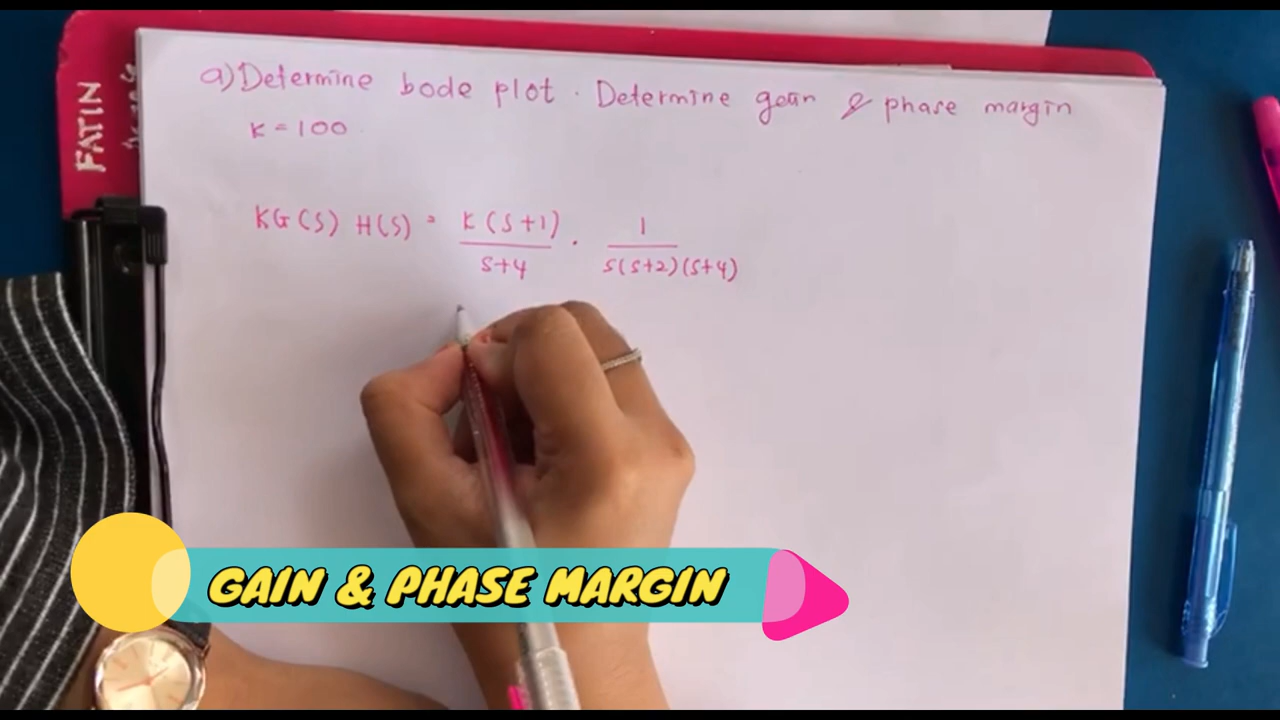 FATIN
a) Determine bode plot. Determine gain & phase margin
K = 100
KG(S) H(S) = K(S+1) / S+4 . 1 / S(S+2)(S+4)
GAIN & PHASE MARGIN